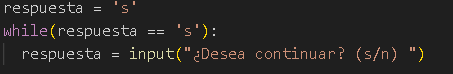 respuesta = 's'
while(respuesta == 's'):
    respuesta = input("¿Desea continuar? (s/n) ")